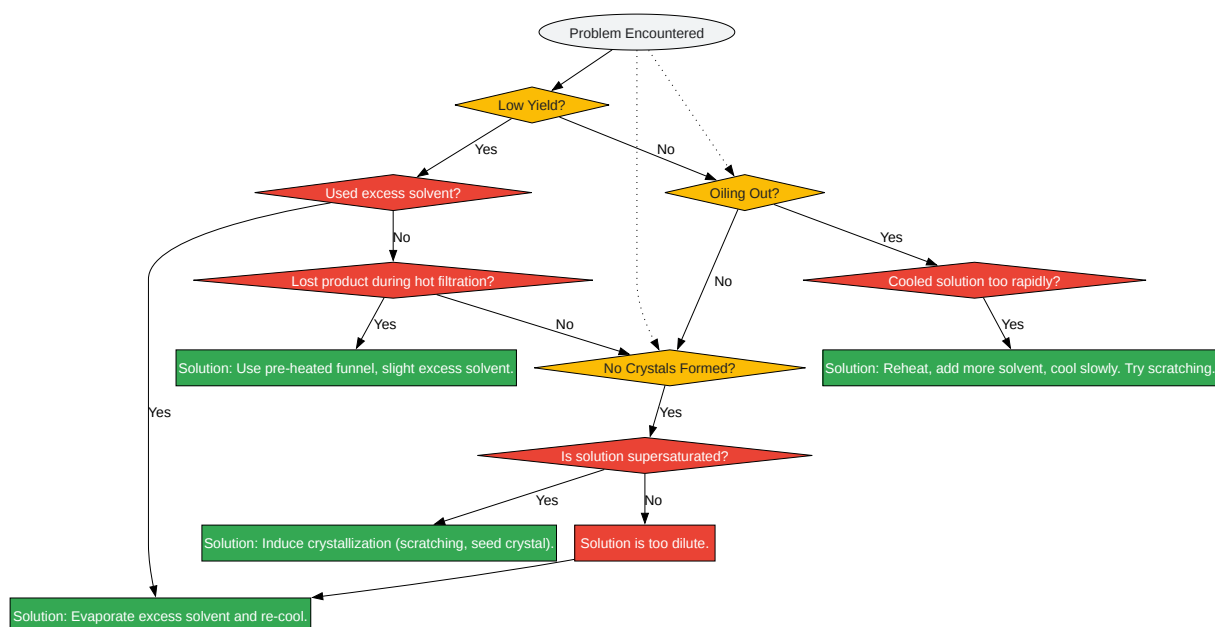 Problem Encountered
Low Yield?
Yes
No
Used excess solvent?
Oiling Out?
No
Yes
Lost product during hot filtration?
No
Cooled solution too rapidly?
Yes
No
Yes
Solution: Use pre-heated funnel, slight excess solvent.
No Crystals Formed?
Solution: Reheat, add more solvent, cool slowly. Try scratching.
Yes
Yes
Is solution supersaturated?
Yes
No
Solution: Induce crystallization (scratching, seed crystal).
Solution is too dilute.
Solution: Evaporate excess solvent and re-cool.